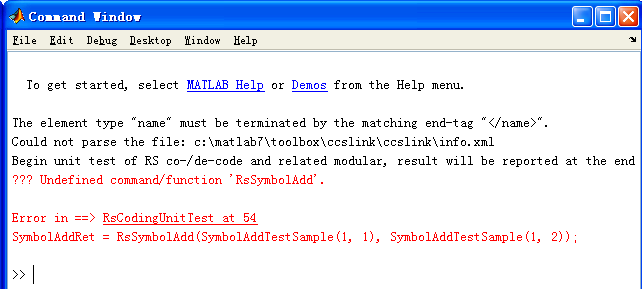 Command Window
File Edit Debug Desktop Window Help
To get started, select MATLAB Help or Demos from the Help menu.
The element type "name" must be terminated by the matching end-tag "</name>".
Could not parse the file: c:\matlab7\toolbox\ccslink\ccslink\info.xml
Begin unit test of RS co-/de-code and related modular, result will be reported at the end
??? Undefined command/function 'RsSymbolAdd'.
Error in ==> RsCodingUnitTest at 54
SymbolAddRet = RsSymbolAdd(SymbolAddTestSample(1, 1), SymbolAddTestSample(1, 2));
>>